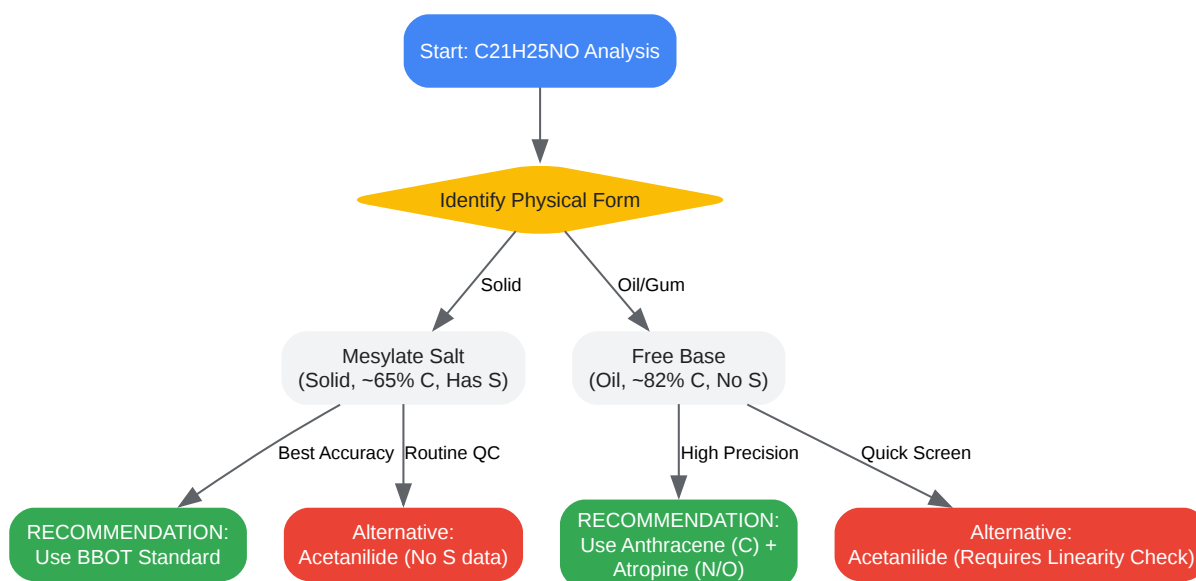 Start: C21H25NO Analysis
Identify Physical Form
Solid
Oil/Gum
Mesylate Salt
(Solid, ~65% C, Has S)
Free Base
(Oil, ~82% C, No S)
Best Accuracy
Routine QC
High Precision
Quick Screen
RECOMMENDATION:
Use BBOT Standard
Alternative:
Acetanilide (No S data)
RECOMMENDATION:
Use Anthracene (C) +
Atropine (N/O)
Alternative:
Acetanilide (Requires Linearity Check)